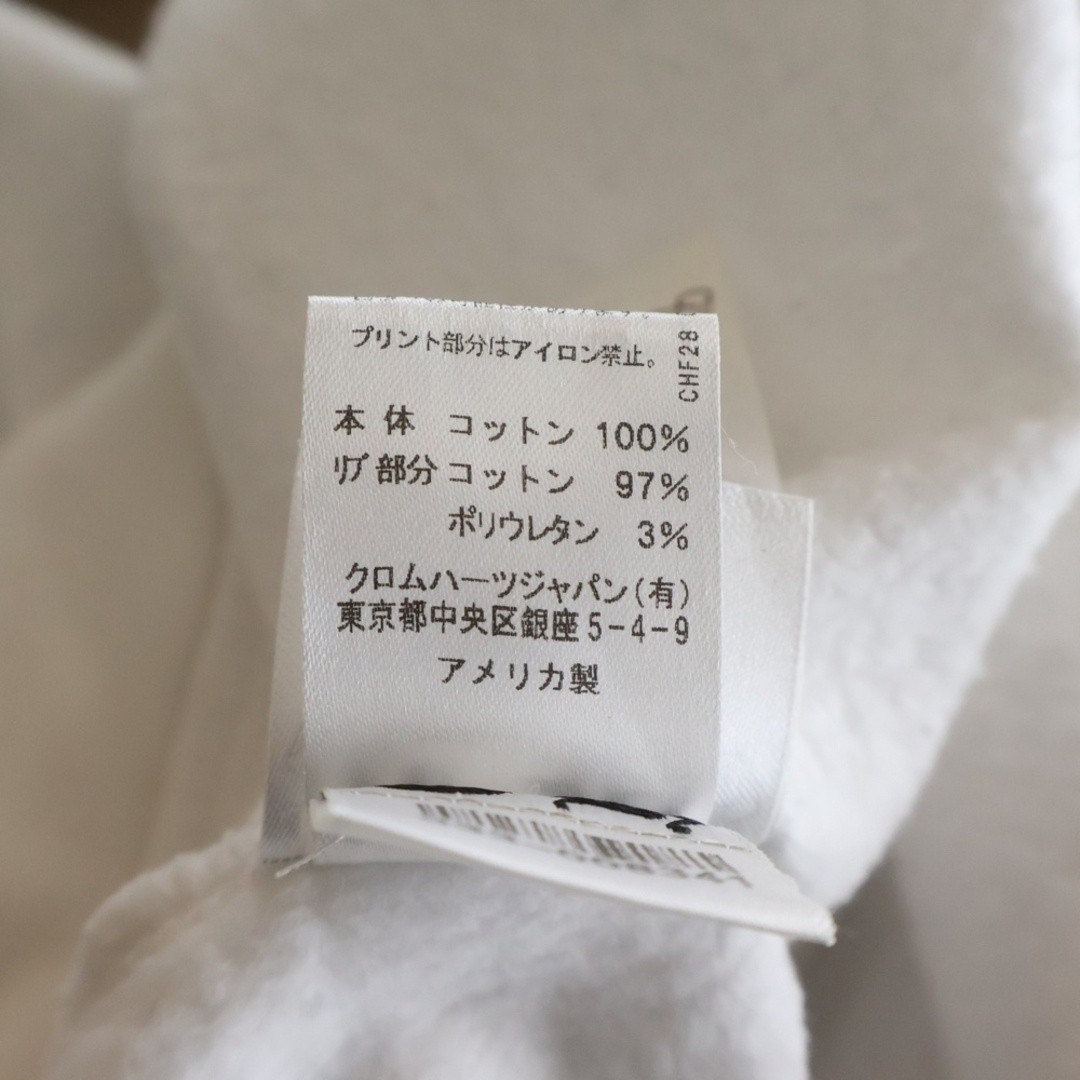 プリント部分はアイロン禁止。
CHF28
本体 コットン 100%
リブ部分 コットン 97%
ポリウレタン 3%
クロムハーツジャパン(有)
東京都中央区銀座5-4-9
アメリカ製